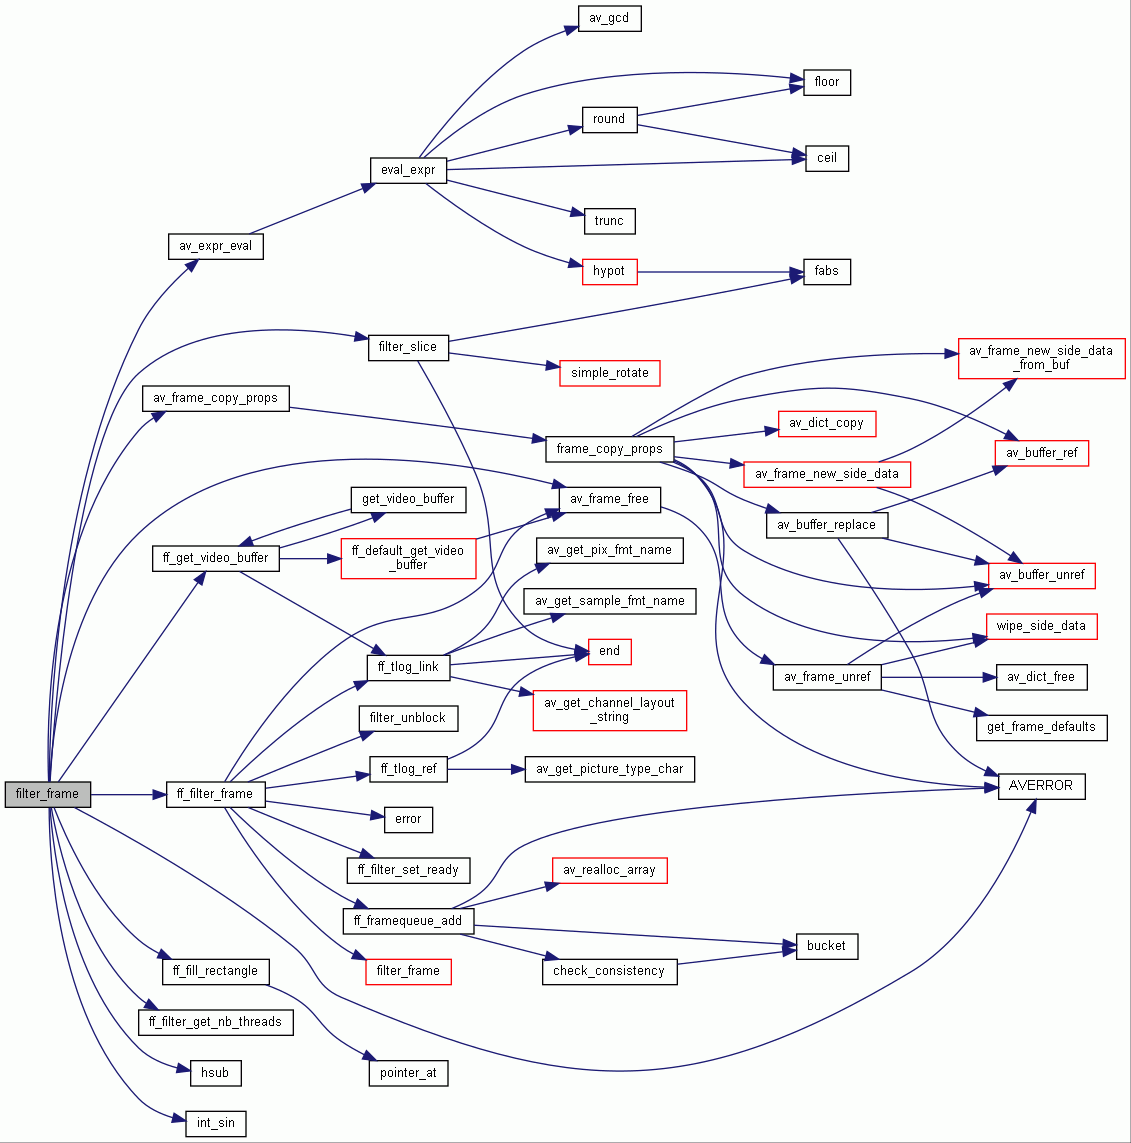 av_gcd
floor
round
ceil
eval_expr
trunc
av_expr_eval
hypot
fabs
filter_slice
av_frame_new_side_data
_from_buf
simple_rotate
av_frame_copy_props
av_dict_copy
frame_copy_props
av_buffer_ref
av_frame_new_side_data
av_frame_free
get_video_buffer
av_buffer_replace
ff_get_video_buffer
ff_default_get_video
_buffer
av_get_pix_fmt_name
av_buffer_unref
av_get_sample_fmt_name
wipe_side_data
end
ff_tlog_link
av_frame_unref
av_dict_free
av_get_channel_layout
_string
filter_unblock
get_frame_defaults
ff_tlog_ref
av_get_picture_type_char
AVERROR
filter_frame
ff_filter_frame
error
ff_filter_set_ready
av_realloc_array
ff_framequeue_add
bucket
ff_fill_rectangle
filter_frame
check_consistency
ff_filter_get_nb_threads
hsub
pointer_at
int_sin